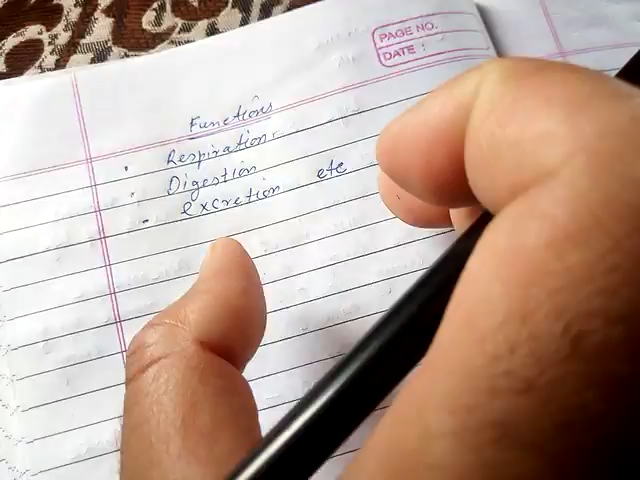 PAGE NO.
DATE :
Functions
• Respiration
• Digestion
• excretion etc